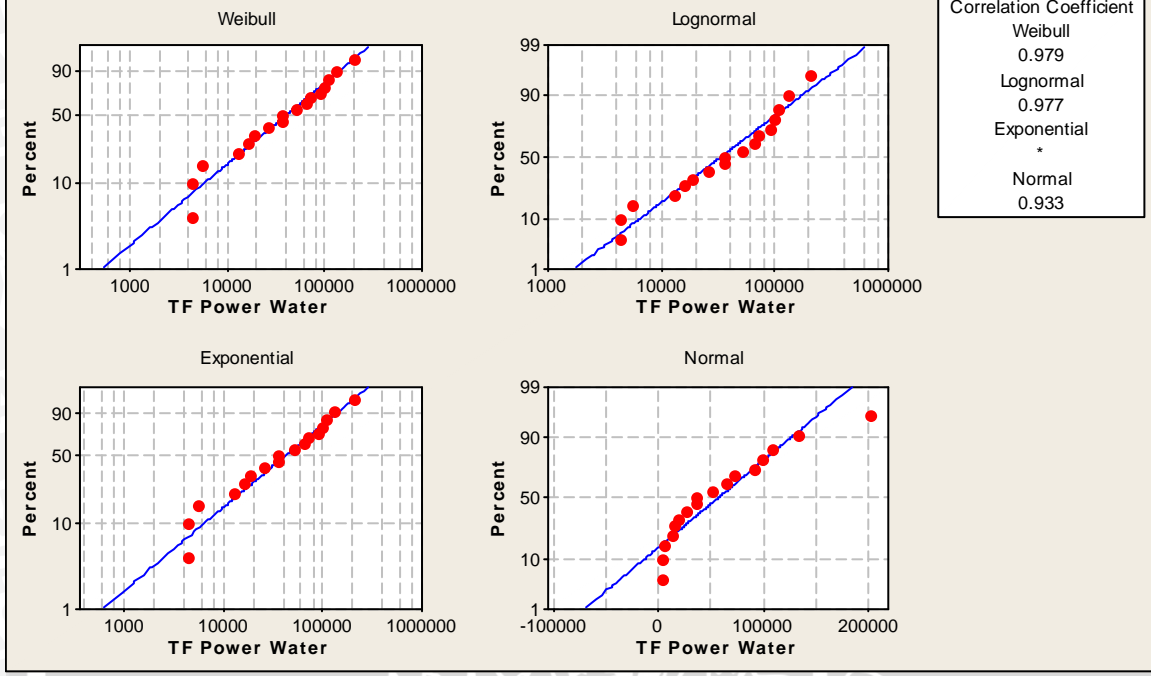 Weibull
90
50
10
1
1000 10000 100000 1000000
Percent
TF Power Water
Lognormal
99
90
50
10
1
1000 10000 100000 1000000
Percent
TF Power Water
Correlation Coefficient
Weibull
0.979
Lognormal
0.977
Exponential
*
Normal
0.933
Exponential
90
50
10
1
1000 10000 100000 1000000
Percent
TF Power Water
Normal
99
90
50
10
1
-100000 0 100000 200000
Percent
TF Power Water